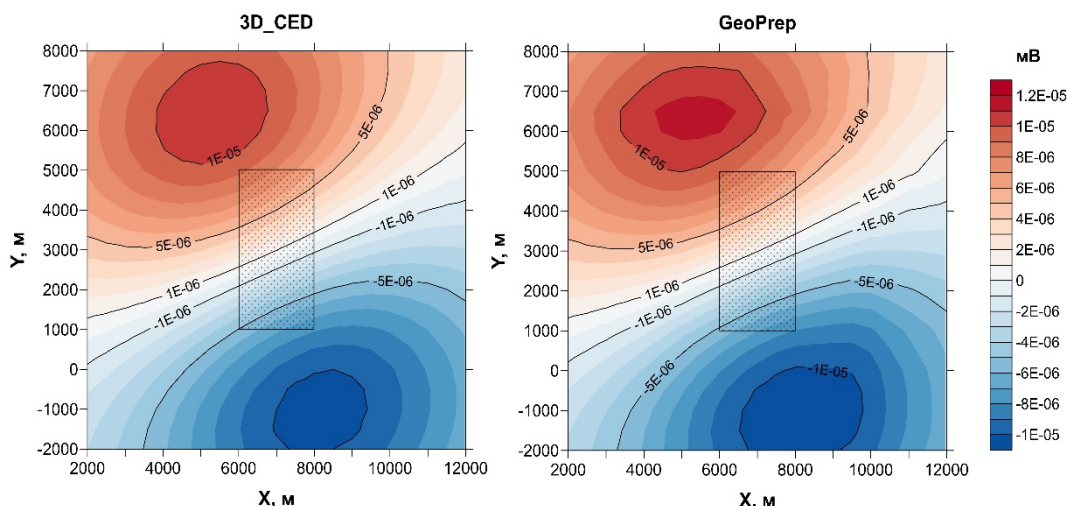 3D_CED
GeoPrep
мВ
8000
7000
6000
5000
4000
3000
2000
1000
0
-1000
-2000
Y, м
2000
4000
6000
8000
10000
12000
X, м
1E-05
5E-06
5E-06
1E-06
1E-06
-1E-06
-1E-06
-5E-06
8000
7000
6000
5000
4000
3000
2000
1000
0
-1000
-2000
Y, м
2000
4000
6000
8000
10000
12000
X, м
1E-05
5E-06
5E-06
1E-06
1E-06
-1E-06
-1E-06
-5E-06
-5E-06
-1E-05
1.2E-05
1E-05
8E-06
6E-06
4E-06
2E-06
0
-2E-06
-4E-06
-6E-06
-8E-06
-1E-05